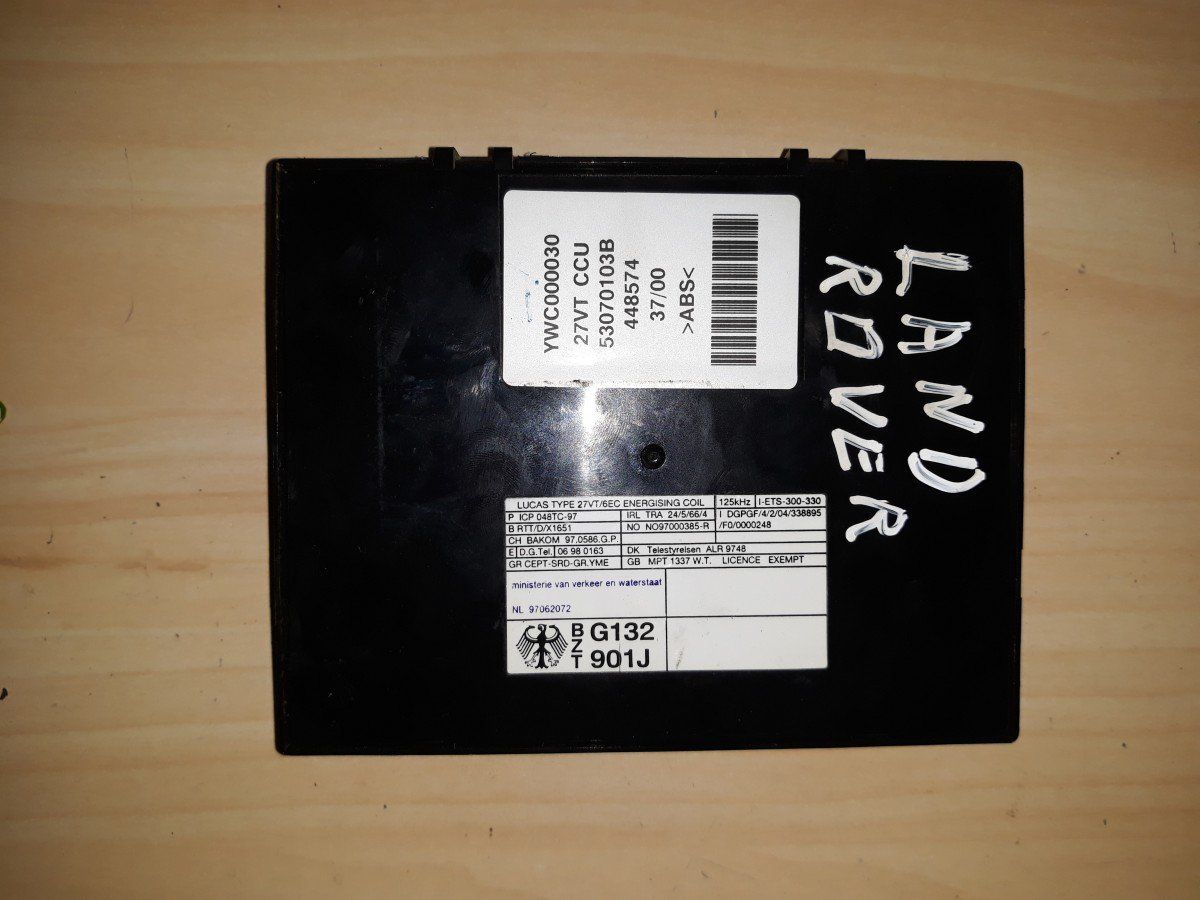 YWC000030
27VT CCU
53070103B
448574
37/00
>ABS<
LAND
ROVER
LUCAS TYPE 27VT/6EC ENERGISING COIL 125kHz I-ETS-300-330
P ICP 048TC-97 IRL TRA 24/5/66/4 I DGPGF/4/2/04/338895
B RTT/D/X1651 NO NO97000385-R /F0/0000248
CH BAKOM 97.0586.G.P.
E D.G.Tel. 06 98 0163 DK Telestyrelsen ALR 9748
GR CEPT-SRD-GR.YME GB MPT 1337 W.T. LICENCE EXEMPT
ministerie van verkeer en waterstaat
NL 97062072
BZT G132
901J